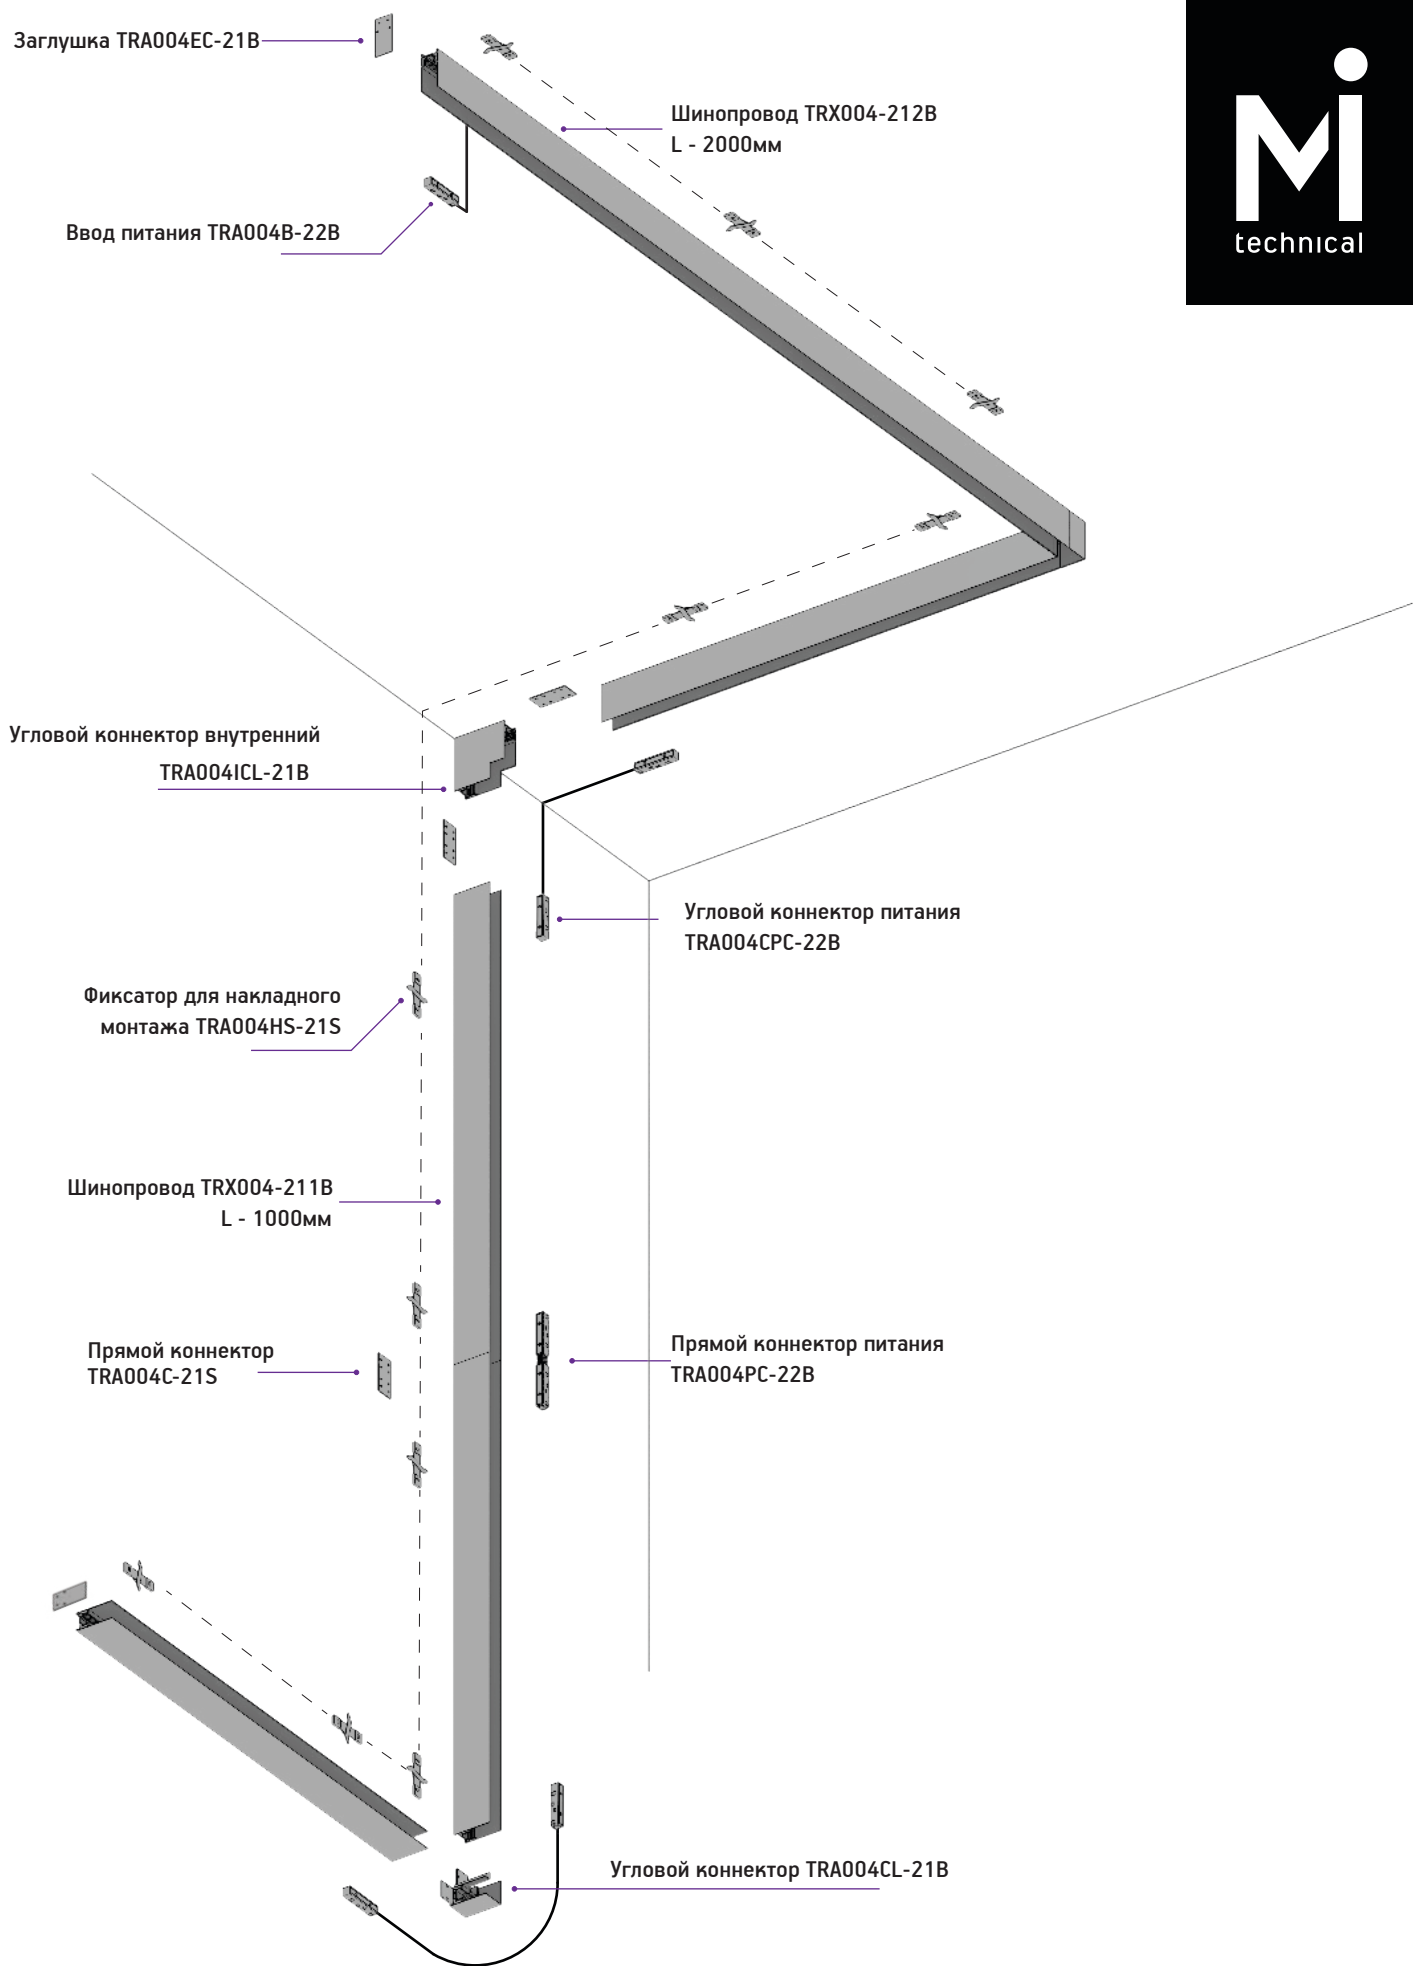 Заглушка TRA004EC-21B
Шинопровод TRX004-212B
L - 2000мм
Mi
technical
Ввод питания TRA004B-22B
Угловой коннектор внутренний
TRA004ICL-21B
Угловой коннектор питания
TRA004CPC-22B
Фиксатор для накладного
монтажа TRA004HS-21S
Шинопровод TRX004-211B
L - 1000мм
Прямой коннектор
TRA004C-21S
Прямой коннектор питания
TRA004PC-22B
Угловой коннектор TRA004CL-21B